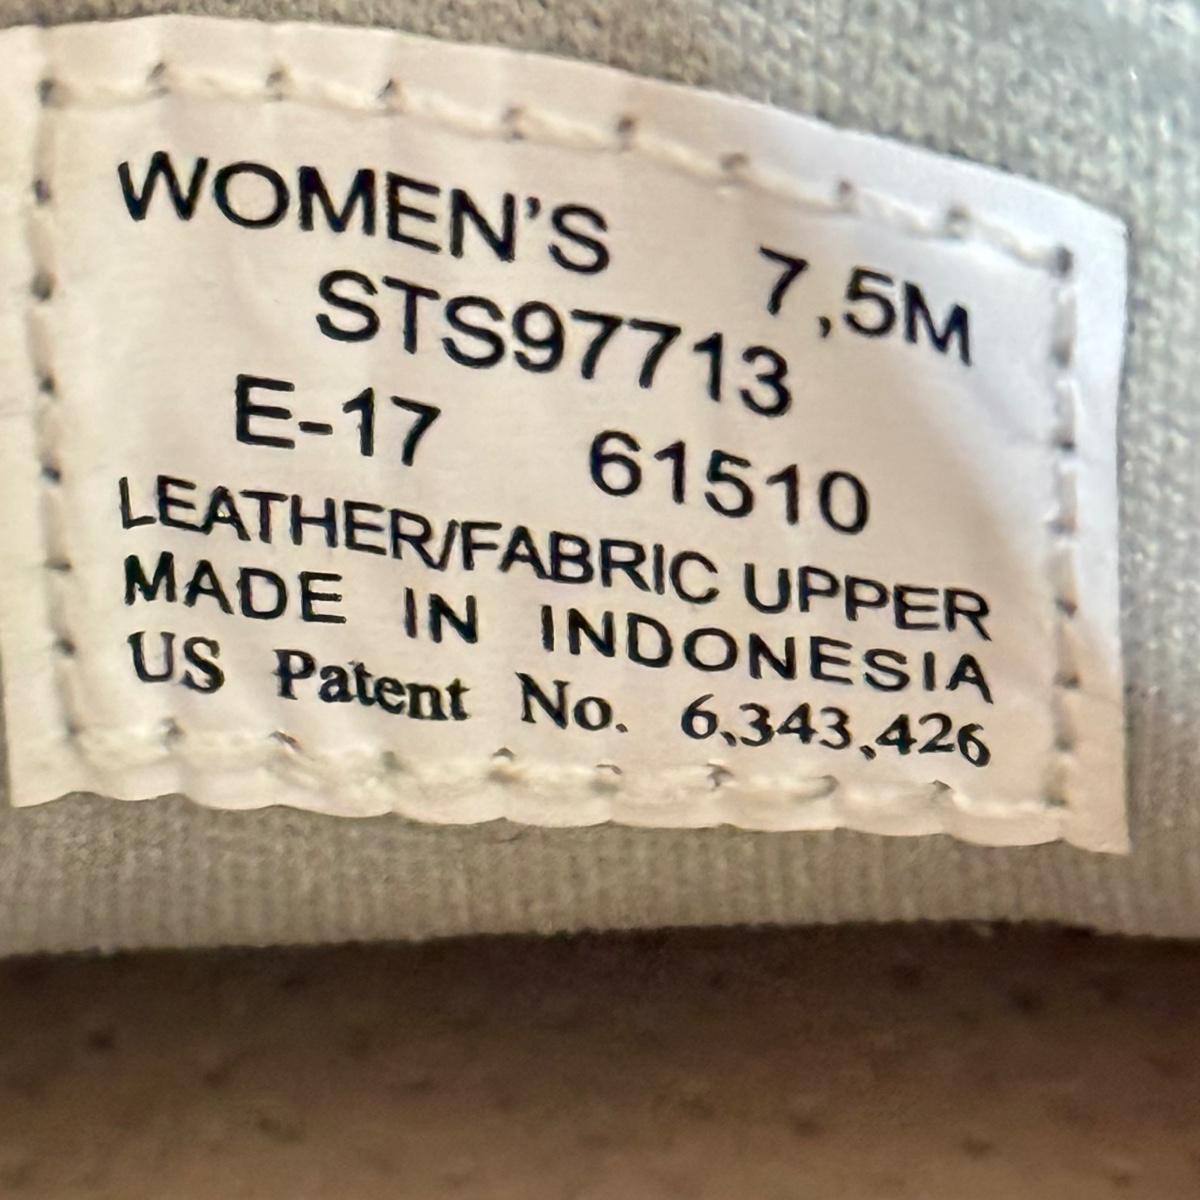 WOMEN'S 7,5M
STS97713
E-17 61510
LEATHER/FABRIC UPPER
MADE IN INDONESIA
US Patent No. 6,343,426